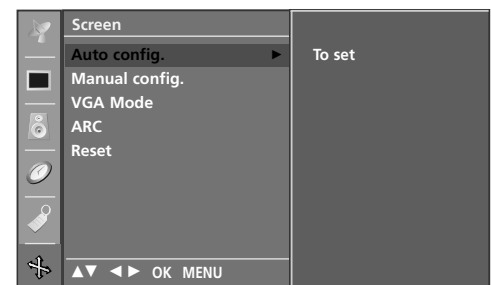 Screen
Auto config. ► To set
Manual config.
VGA Mode
ARC
Reset
▲▼ ◄► OK MENU